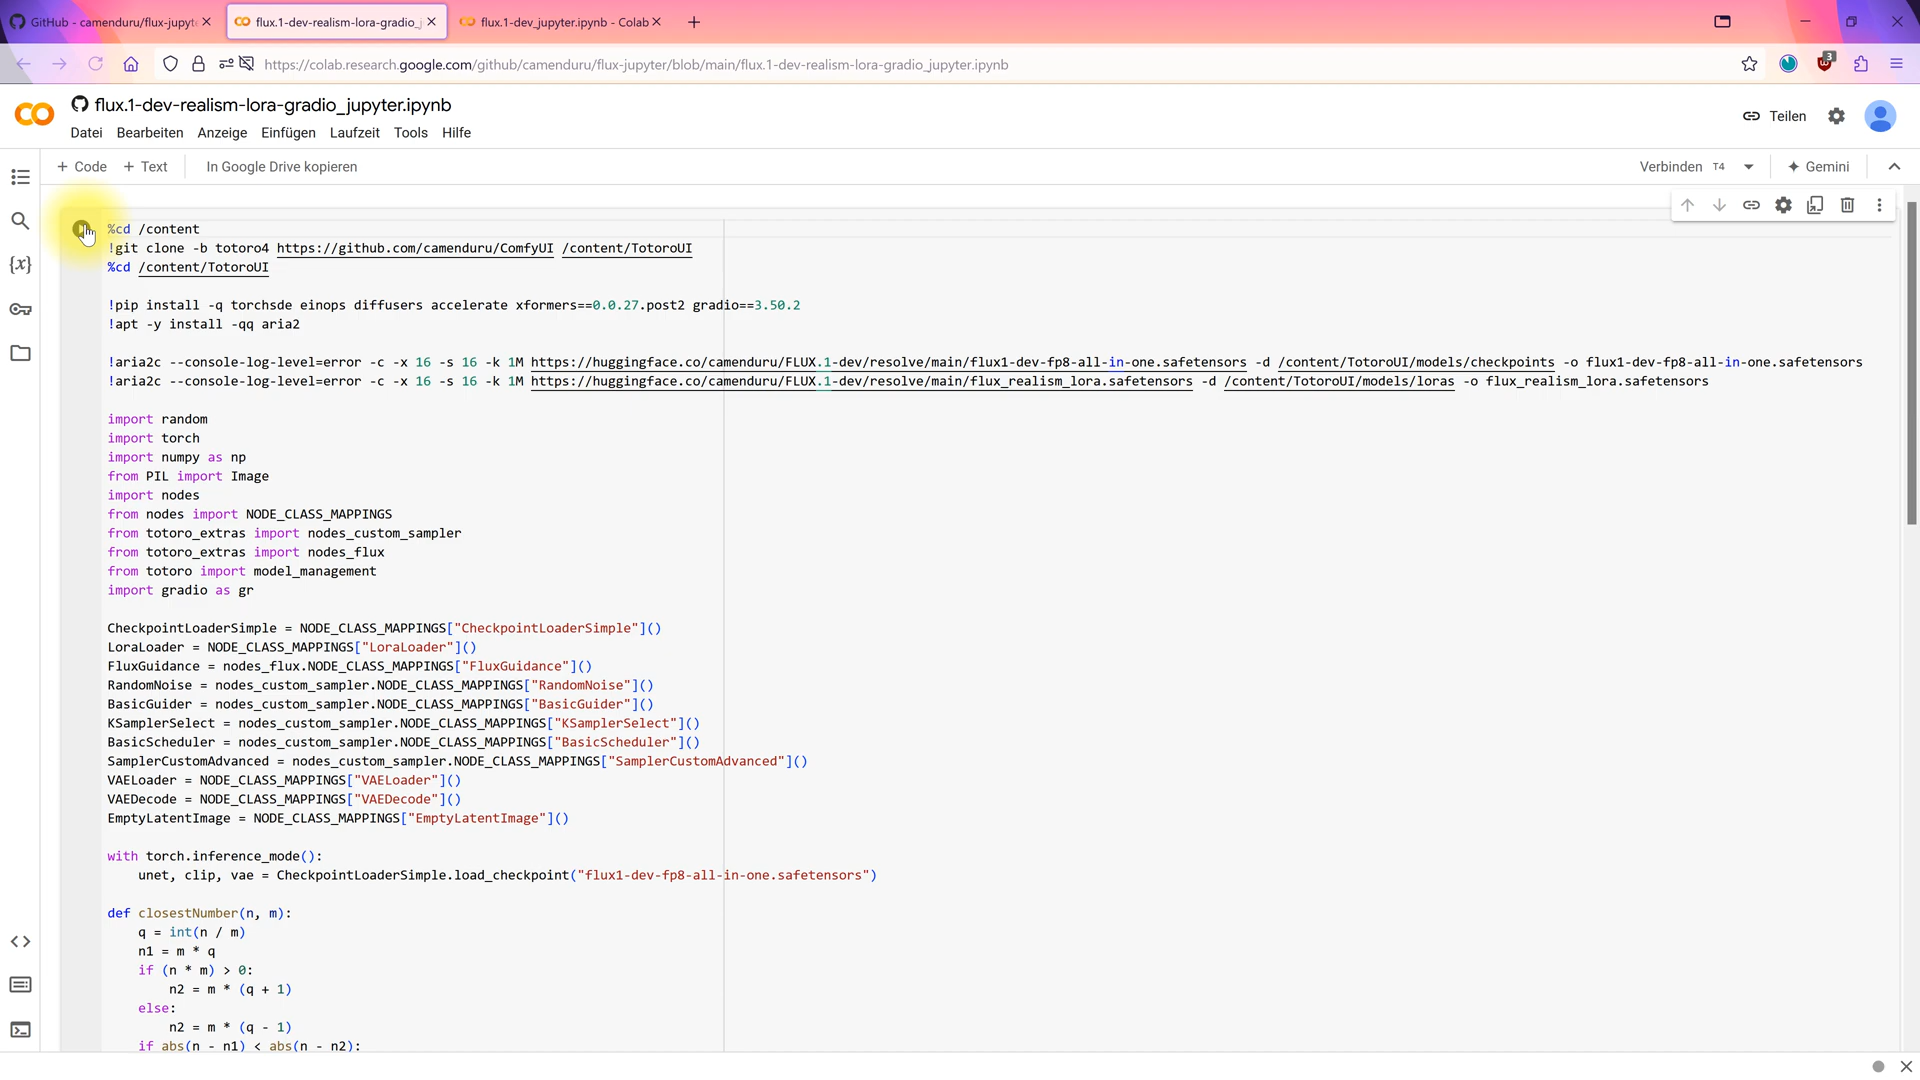 GitHub - camenduru/flux-jupyt
flux.1-dev-realism-lora-gradio_j
flux.1-dev_jupyter.ipynb - Colab
https://colab.research.google.com/github/camenduru/flux-jupyter/blob/main/flux.1-dev-realism-lora-gradio_jupyter.ipynb
3
flux.1-dev-realism-lora-gradio_jupyter.ipynb
Teilen
Datei Bearbeiten Anzeige Einfügen Laufzeit Tools Hilfe
+ Code + Text In Google Drive kopieren
Verbinden T4 Gemini
%cd /content
!git clone -b totoro4 https://github.com/camenduru/ComfyUI /content/TotoroUI
%cd /content/TotoroUI
!pip install -q torchsde einops diffusers accelerate xformers==0.0.27.post2 gradio==3.50.2
!apt -y install -qq aria2
!aria2c --console-log-level=error -c -x 16 -s 16 -k 1M https://huggingface.co/camenduru/FLUX.1-dev/resolve/main/flux1-dev-fp8-all-in-one.safetensors -d /content/TotoroUI/models/checkpoints -o flux1-dev-fp8-all-in-one.safetensors
!aria2c --console-log-level=error -c -x 16 -s 16 -k 1M https://huggingface.co/camenduru/FLUX.1-dev/resolve/main/flux_realism_lora.safetensors -d /content/TotoroUI/models/loras -o flux_realism_lora.safetensors
import random
import torch
import numpy as np
from PIL import Image
import nodes
from nodes import NODE_CLASS_MAPPINGS
from totoro_extras import nodes_custom_sampler
from totoro_extras import nodes_flux
from totoro import model_management
import gradio as gr
CheckpointLoaderSimple = NODE_CLASS_MAPPINGS["CheckpointLoaderSimple"]()
LoraLoader = NODE_CLASS_MAPPINGS["LoraLoader"]()
FluxGuidance = nodes_flux.NODE_CLASS_MAPPINGS["FluxGuidance"]()
RandomNoise = nodes_custom_sampler.NODE_CLASS_MAPPINGS["RandomNoise"]()
BasicGuider = nodes_custom_sampler.NODE_CLASS_MAPPINGS["BasicGuider"]()
KSamplerSelect = nodes_custom_sampler.NODE_CLASS_MAPPINGS["KSamplerSelect"]()
BasicScheduler = nodes_custom_sampler.NODE_CLASS_MAPPINGS["BasicScheduler"]()
SamplerCustomAdvanced = nodes_custom_sampler.NODE_CLASS_MAPPINGS["SamplerCustomAdvanced"]()
VAELoader = NODE_CLASS_MAPPINGS["VAELoader"]()
VAEDecode = NODE_CLASS_MAPPINGS["VAEDecode"]()
EmptyLatentImage = NODE_CLASS_MAPPINGS["EmptyLatentImage"]()
with torch.inference_mode():
    unet, clip, vae = CheckpointLoaderSimple.load_checkpoint("flux1-dev-fp8-all-in-one.safetensors")
def closestNumber(n, m):
    q = int(n / m)
    n1 = m * q
    if (n * m) > 0:
        n2 = m * (q + 1)
    else:
        n2 = m * (q - 1)
    if abs(n - n1) < abs(n - n2):